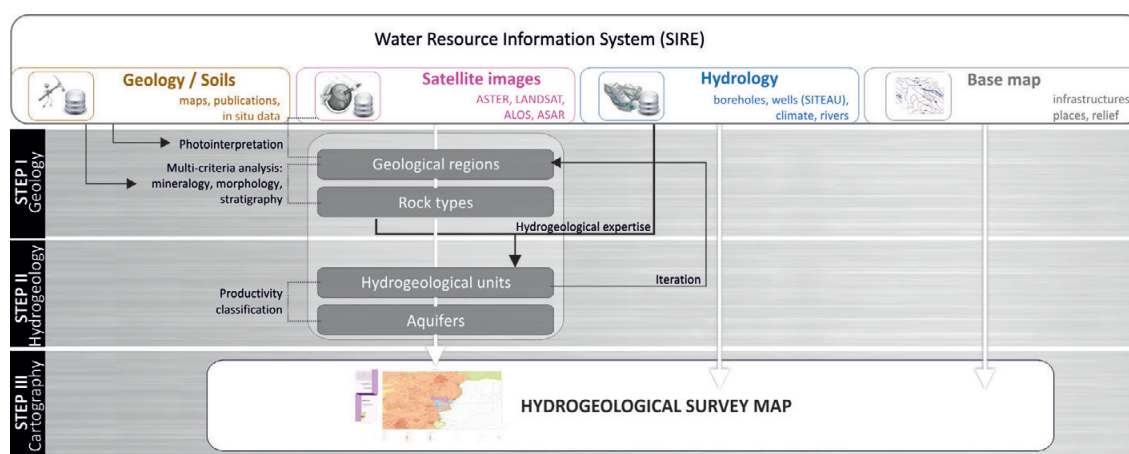 Water Resource Information System (SIRE)
Geology / Soils
maps, publications,
in situ data
Satellite images
ASTER, LANDSAT,
ALOS, ASAR
Hydrology
boreholes, wells (SITEAU),
climate, rivers
Base map
infrastructures
places, relief
STEP I
Geology
Photointerpretation
Multi-criteria analysis:
mineralogy, morphology,
stratigraphy
Geological regions
Rock types
Hydrogeological expertise
STEP II
Hydrogeology
Productivity
classification
Hydrogeological units
Aquifers
Iteration
STEP III
Cartography
HYDROGEOLOGICAL SURVEY MAP